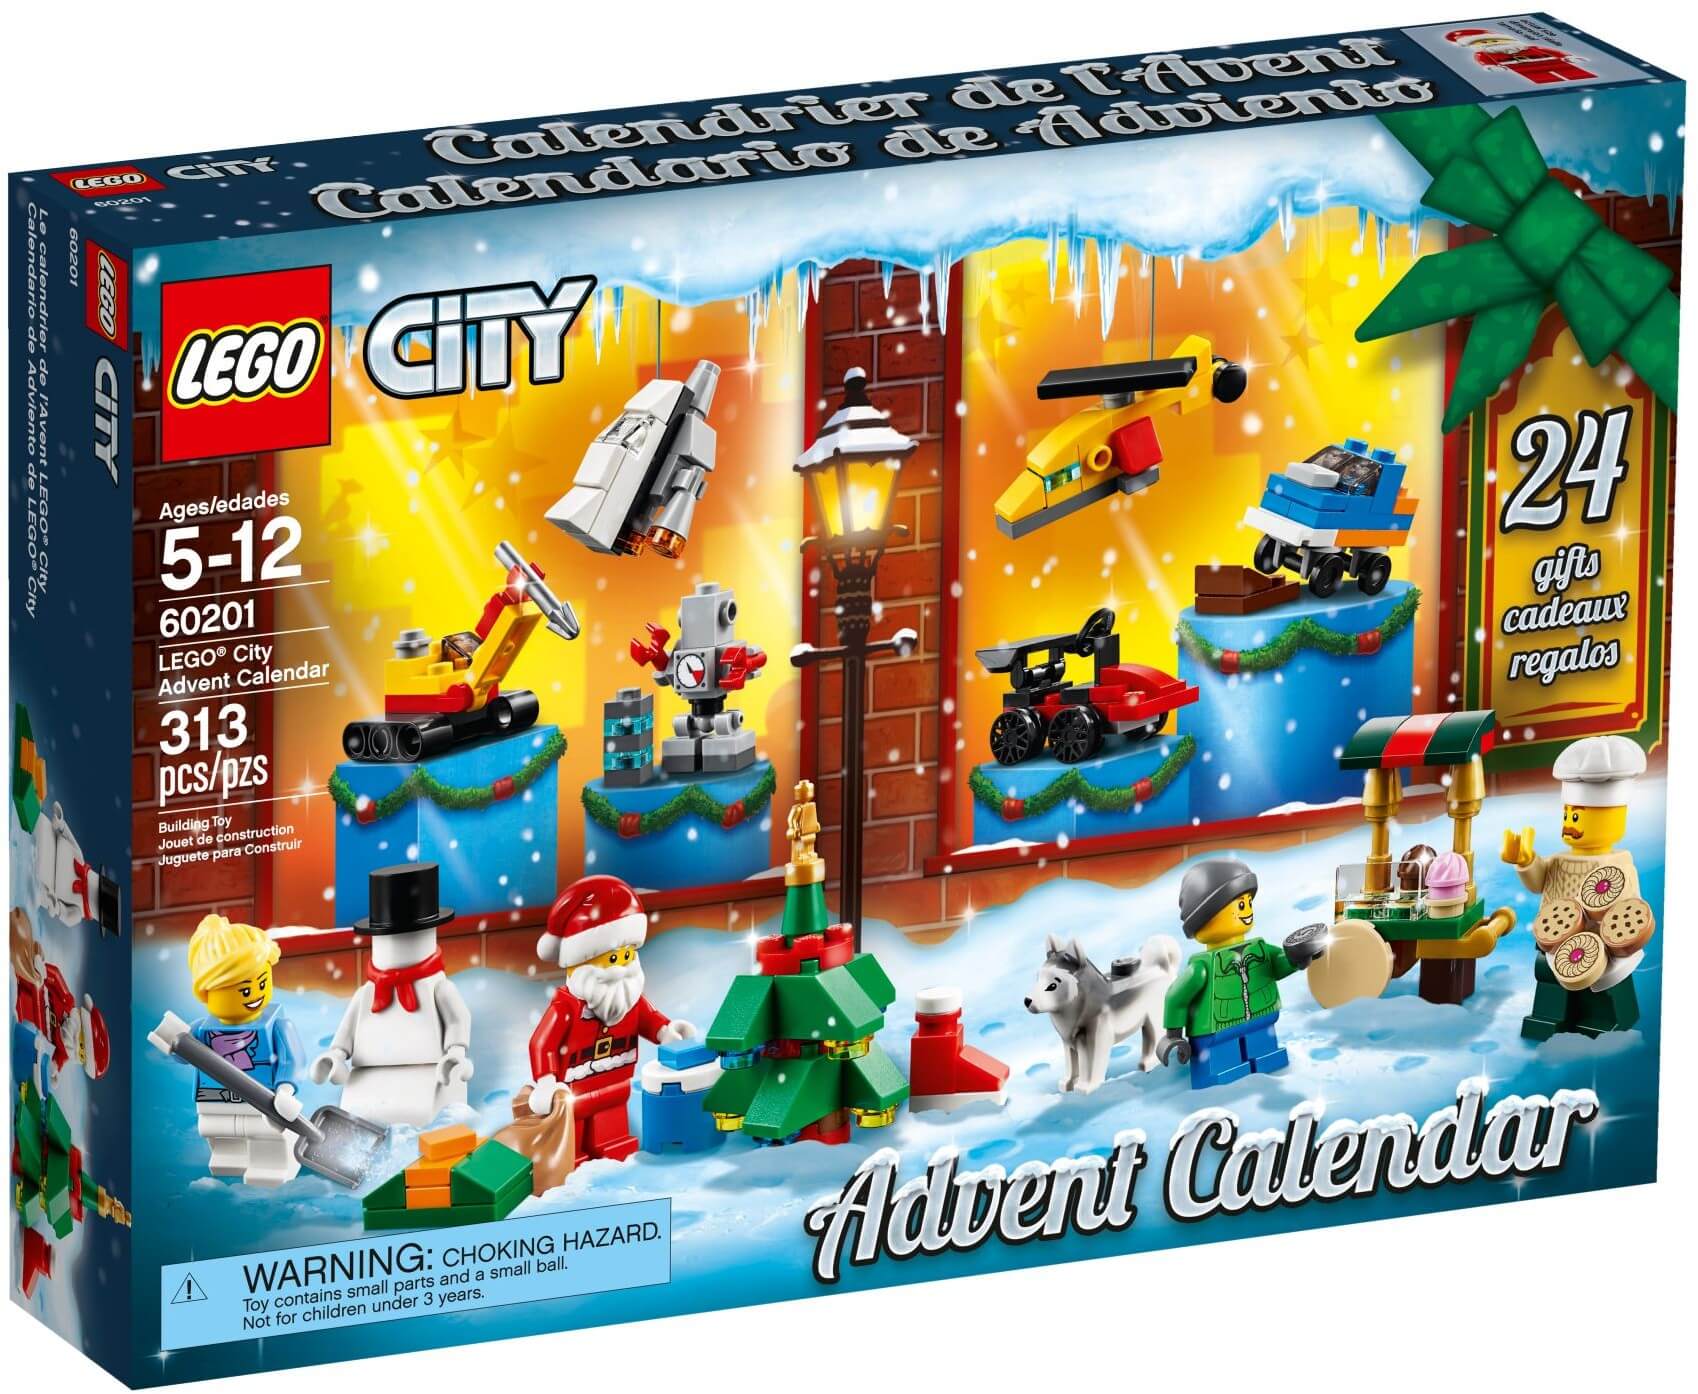 Calendrier de l'Avent
Calendario de Adviento
LEGO CITY
60201
60201
LEGO CITY
Le calendrier de l'Avent LEGO® City
Calendario de Adviento de LEGO® City
LEGO® CITY
Ages/edades
5-12
60201
LEGO® City
Advent Calendar
313
pcs/pzs
Building Toy
Jouet de construction
Juguete para Construir
24
gifts
cadeaux
regalos
Advent Calendar
WARNING: CHOKING HAZARD.
Toy contains small parts and a small ball.
Not for children under 3 years.